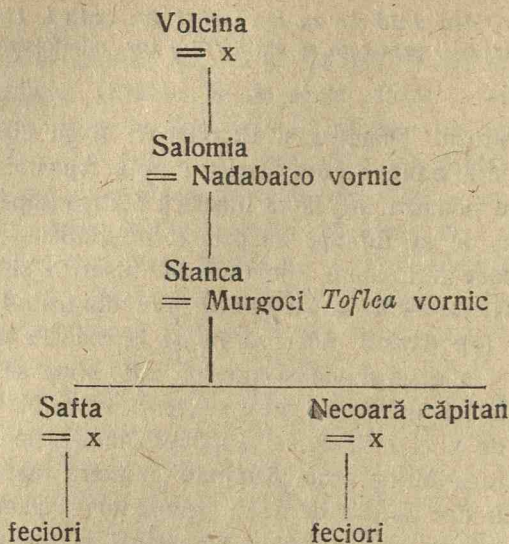 Volcina
= x
Salomia
= Nadabaico vornic
Stanca
= Murgoci Toflea vornic
Safta Necoară căpitan
= x = x
feciori feciori